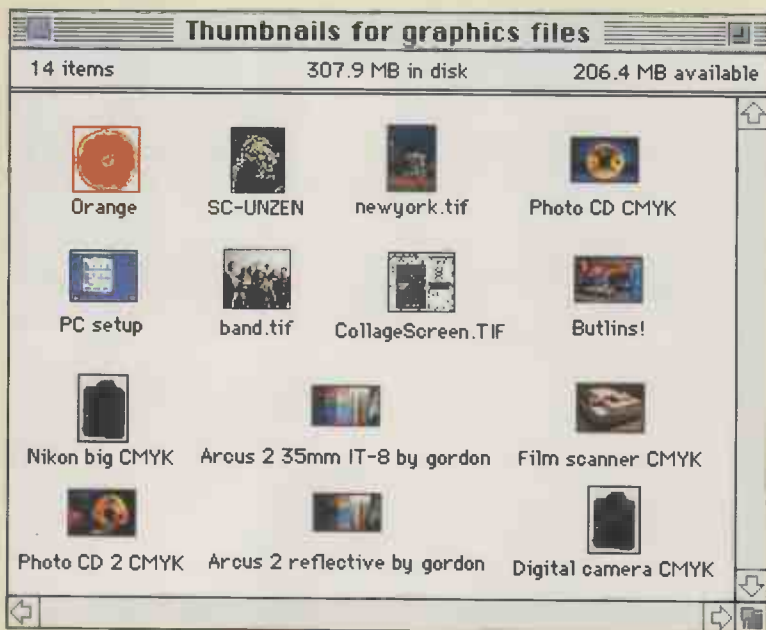 Thumbnails for graphics files
14 items 307.9 MB in disk 206.4 MB available
Orange SC-UNZEN newyork.tif Photo CD CMYK
PC setup band.tif CollageScreen.TIF Butlins!
Nikon big CMYK Arcus 2 35mm IT-8 by gordon Film scanner CMYK
Photo CD 2 CMYK Arcus 2 reflective by gordon Digital camera CMYK